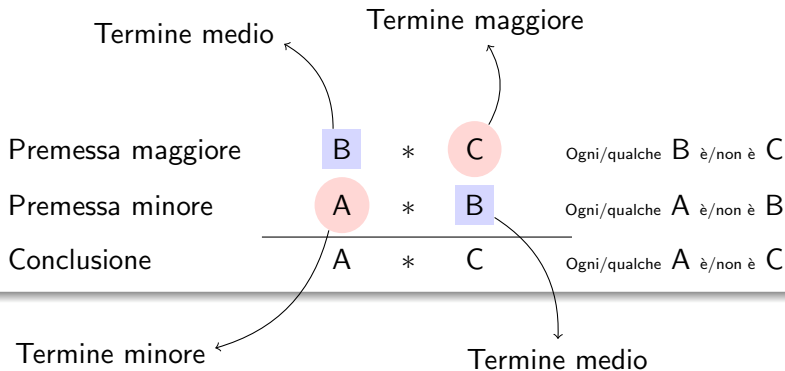 Termine medio
Termine maggiore
Premessa maggiore B * C Ogni/qualche B è/non è C
Premessa minore A * B Ogni/qualche A è/non è B
Conclusione A * C Ogni/qualche A è/non è C
Termine minore
Termine medio